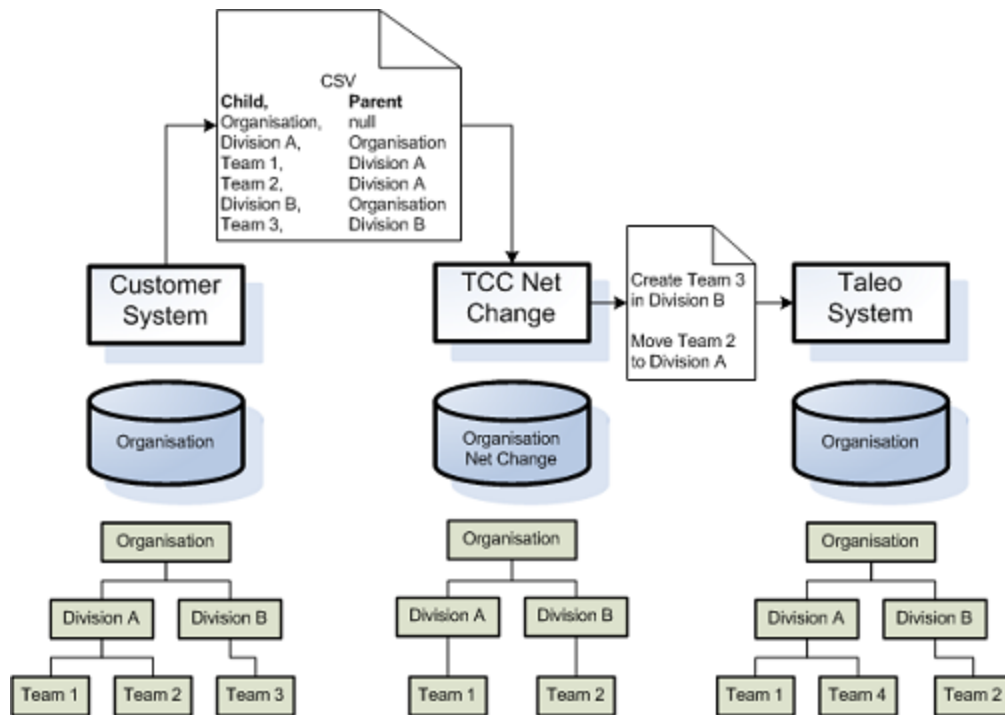 CSV
Child, Parent
Organisation, null
Division A, Organisation
Team 1, Division A
Team 2, Division A
Division B, Organisation
Team 3, Division B
Customer
System
TCC Net
Change
Create Team 3
in Division B
Move Team 2
to Division A
Taleo
System
Organisation
Organisation
Net Change
Organisation
Organisation
Division A
Division B
Team 1
Team 2
Team 3
Organisation
Division A
Division B
Team 1
Team 2
Organisation
Division A
Division B
Team 1
Team 4
Team 2